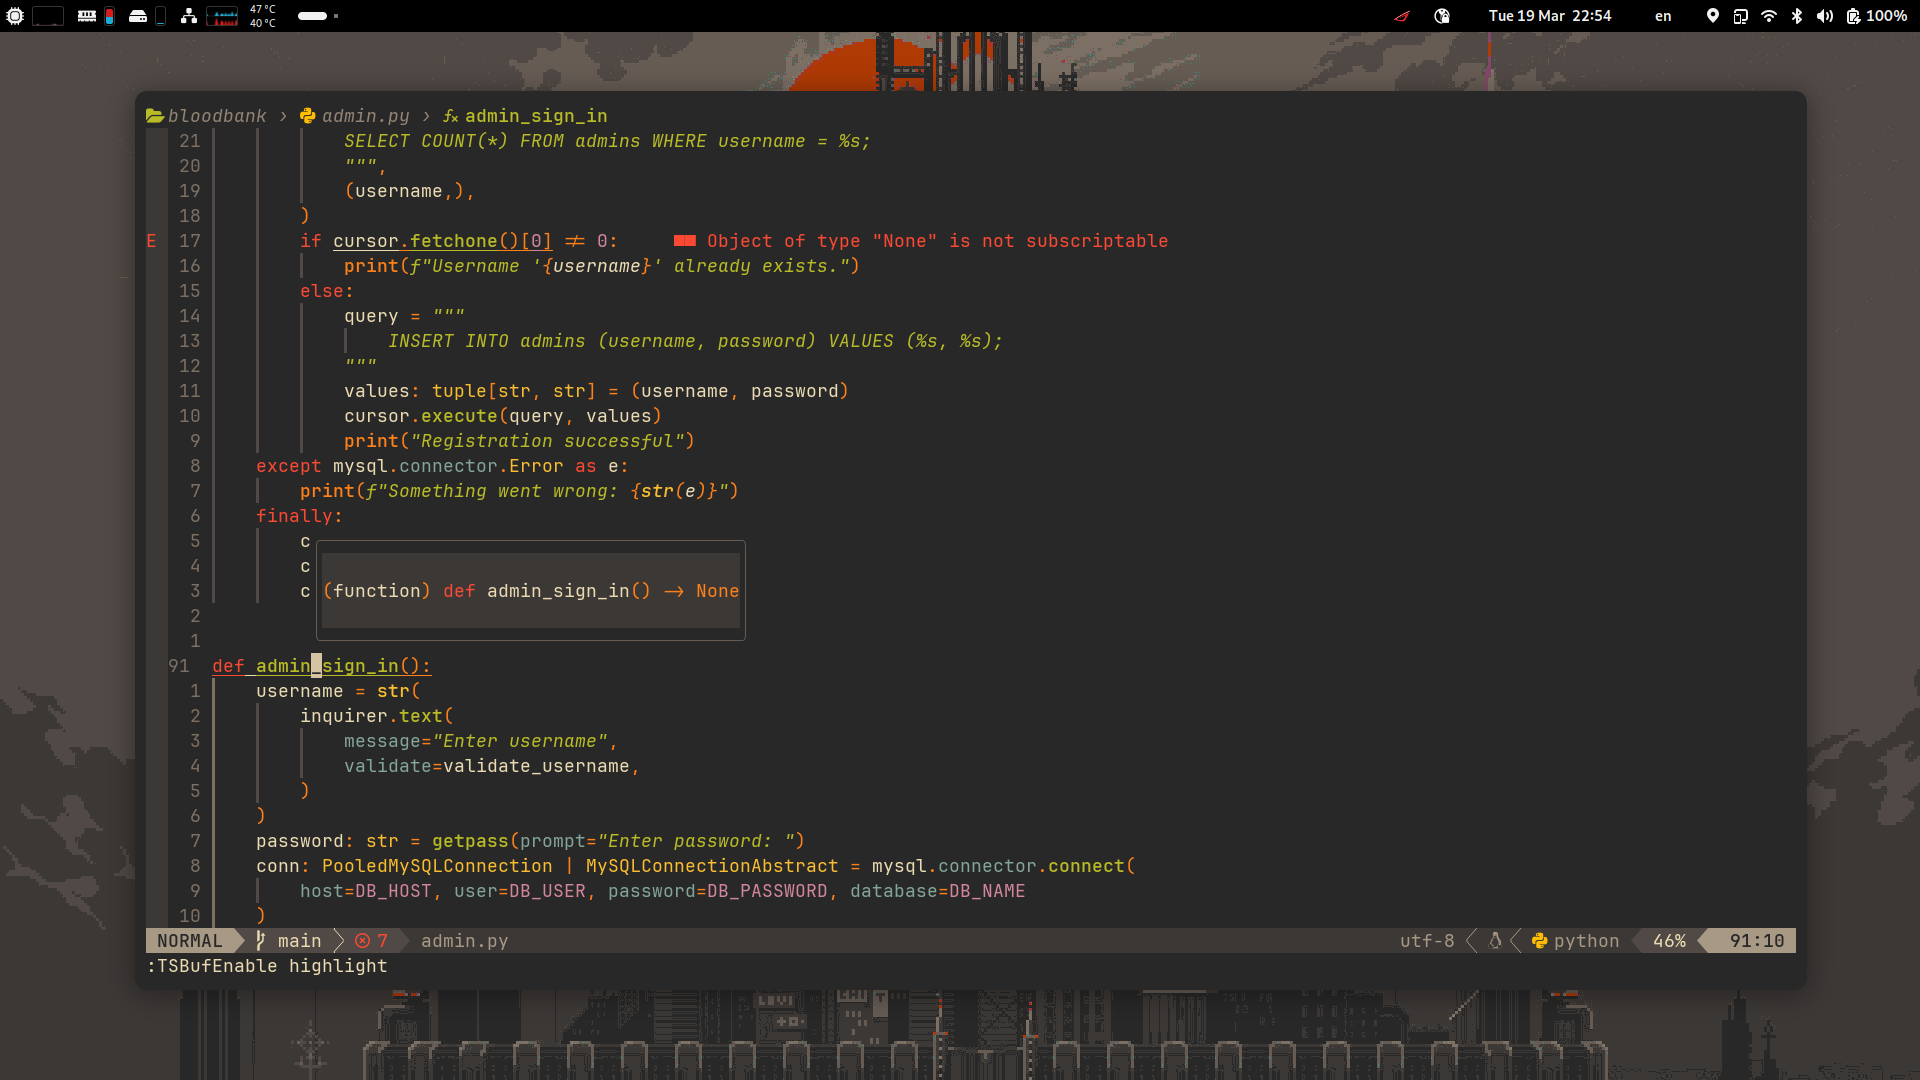 47 °C
40 °C
Tue 19 Mar 22:54
en
100%
bloodbank › admin.py › fx admin_sign_in
21 SELECT COUNT(*) FROM admins WHERE username = %s;
20 """,
19 (username,),
18 )
E 17 if cursor.fetchone()[0] != 0: Object of type "None" is not subscriptable
16 print(f"Username '{username}' already exists.")
15 else:
14 query = """
13 INSERT INTO admins (username, password) VALUES (%s, %s);
12 """
11 values: tuple[str, str] = (username, password)
10 cursor.execute(query, values)
9 print("Registration successful")
8 except mysql.connector.Error as e:
7 print(f"Something went wrong: {str(e)}")
6 finally:
5 c
4 c
3 c (function) def admin_sign_in() -> None
2
1
91 def admin_sign_in():
1 username = str(
2 inquirer.text(
3 message="Enter username",
4 validate=validate_username,
5 )
6 )
7 password: str = getpass(prompt="Enter password: ")
8 conn: PooledMySQLConnection | MySQLConnectionAbstract = mysql.connector.connect(
9 host=DB_HOST, user=DB_USER, password=DB_PASSWORD, database=DB_NAME
10 )
NORMAL main 7 admin.py utf-8 python 46% 91:10
:TSBufEnable highlight